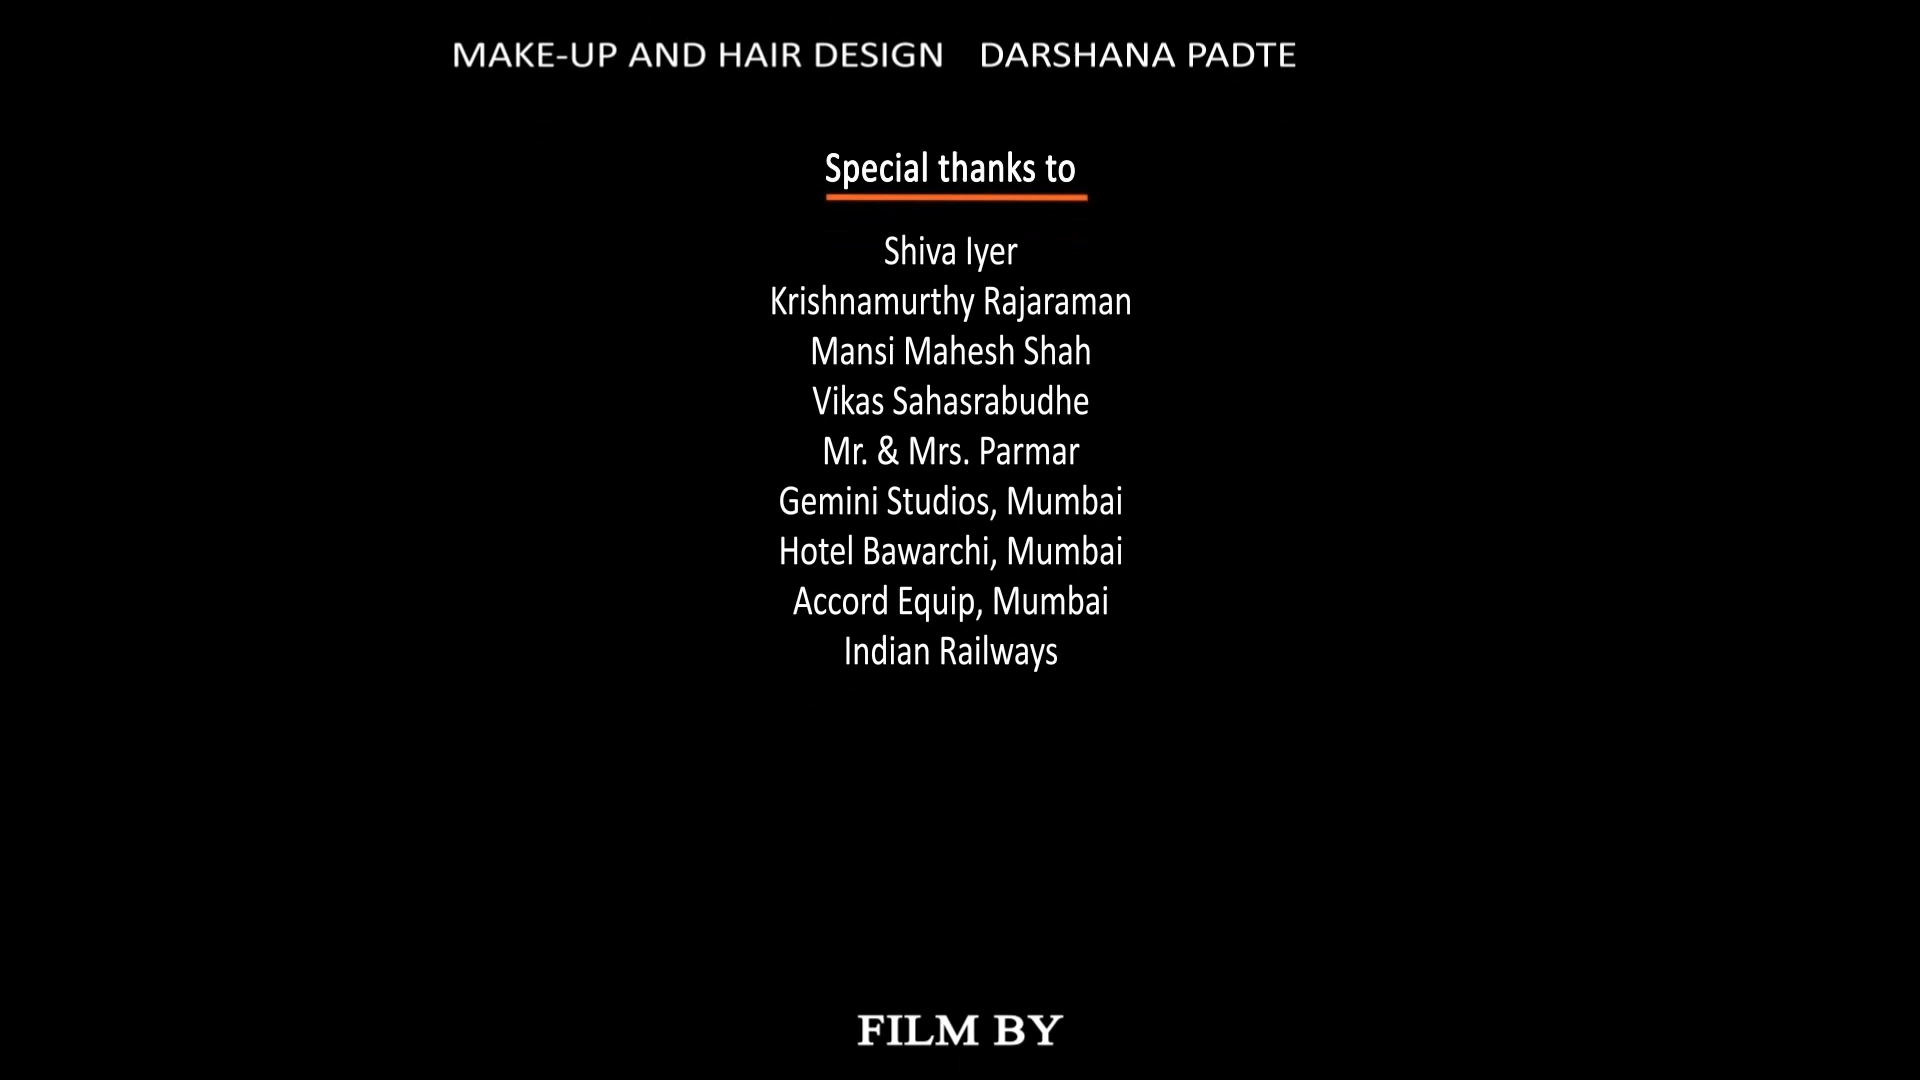 MAKE-UP AND HAIR DESIGN DARSHANA PADTE
Special thanks to
Shiva Iyer
Krishnamurthy Rajaraman
Mansi Mahesh Shah
Vikas Sahasrabudhe
Mr. & Mrs. Parmar
Gemini Studios, Mumbai
Hotel Bawarchi, Mumbai
Accord Equip, Mumbai
Indian Railways
FILM BY